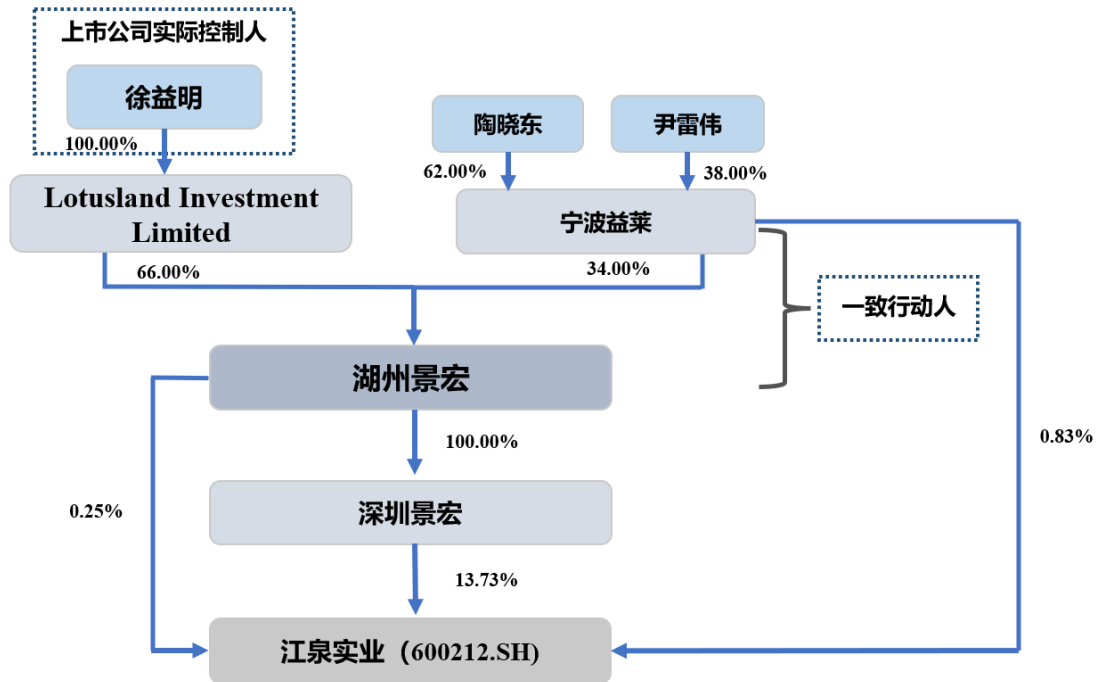 上市公司实际控制人
徐益明
陶晓东
尹雷伟
100.00%
62.00%
38.00%
Lotusland Investment
Limited
宁波益莱
66.00%
34.00%
一致行动人
湖州景宏
100.00%
0.83%
0.25%
深圳景宏
13.73%
江泉实业（600212.SH)